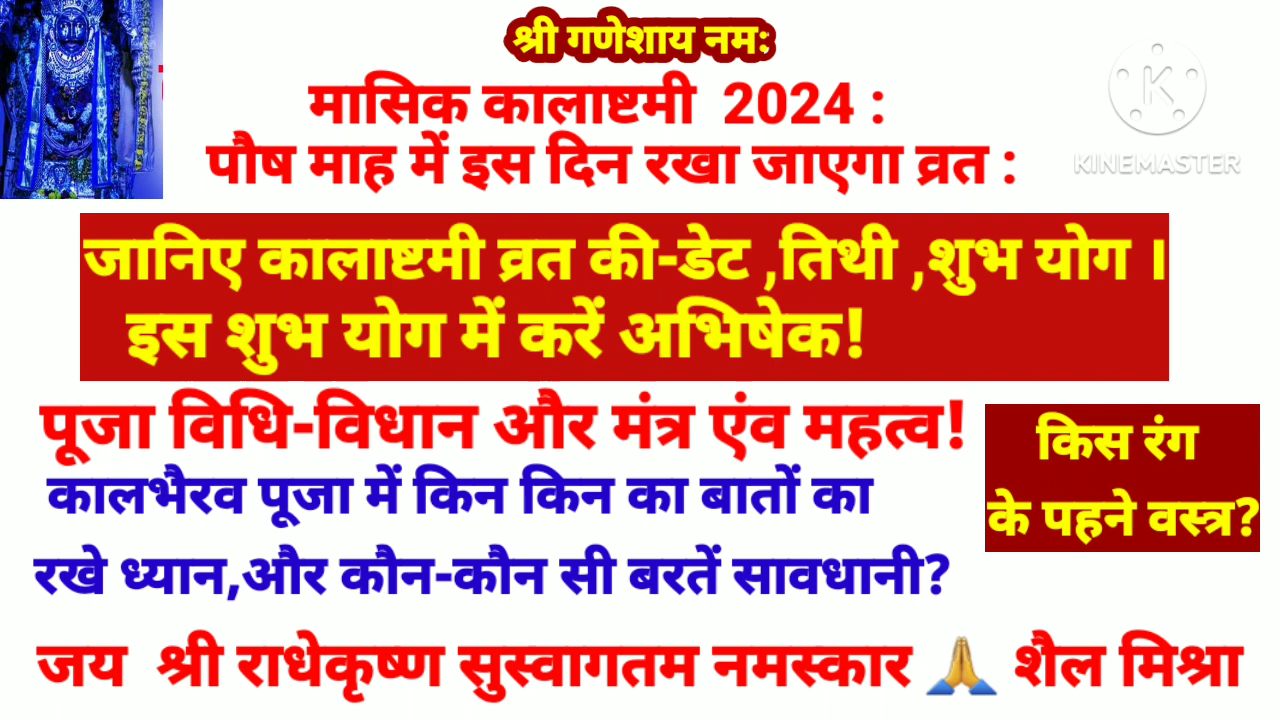 श्री गणेशाय नमः
मासिक कालाष्टमी 2024 :
पौष माह में इस दिन रखा जाएगा व्रत :
K
KINEMASTER
जानिए कालाष्टमी व्रत की-डेट ,तिथी ,शुभ योग ।
इस शुभ योग में करें अभिषेक!
पूजा विधि-विधान और मंत्र एंव महत्व!
किस रंग
के पहने वस्त्र?
कालभैरव पूजा में किन किन का बातों का
रखे ध्यान,और कौन-कौन सी बरतें सावधानी?
जय श्री राधेकृष्ण सुस्वागतम नमस्कार 🙏 शैल मिश्रा